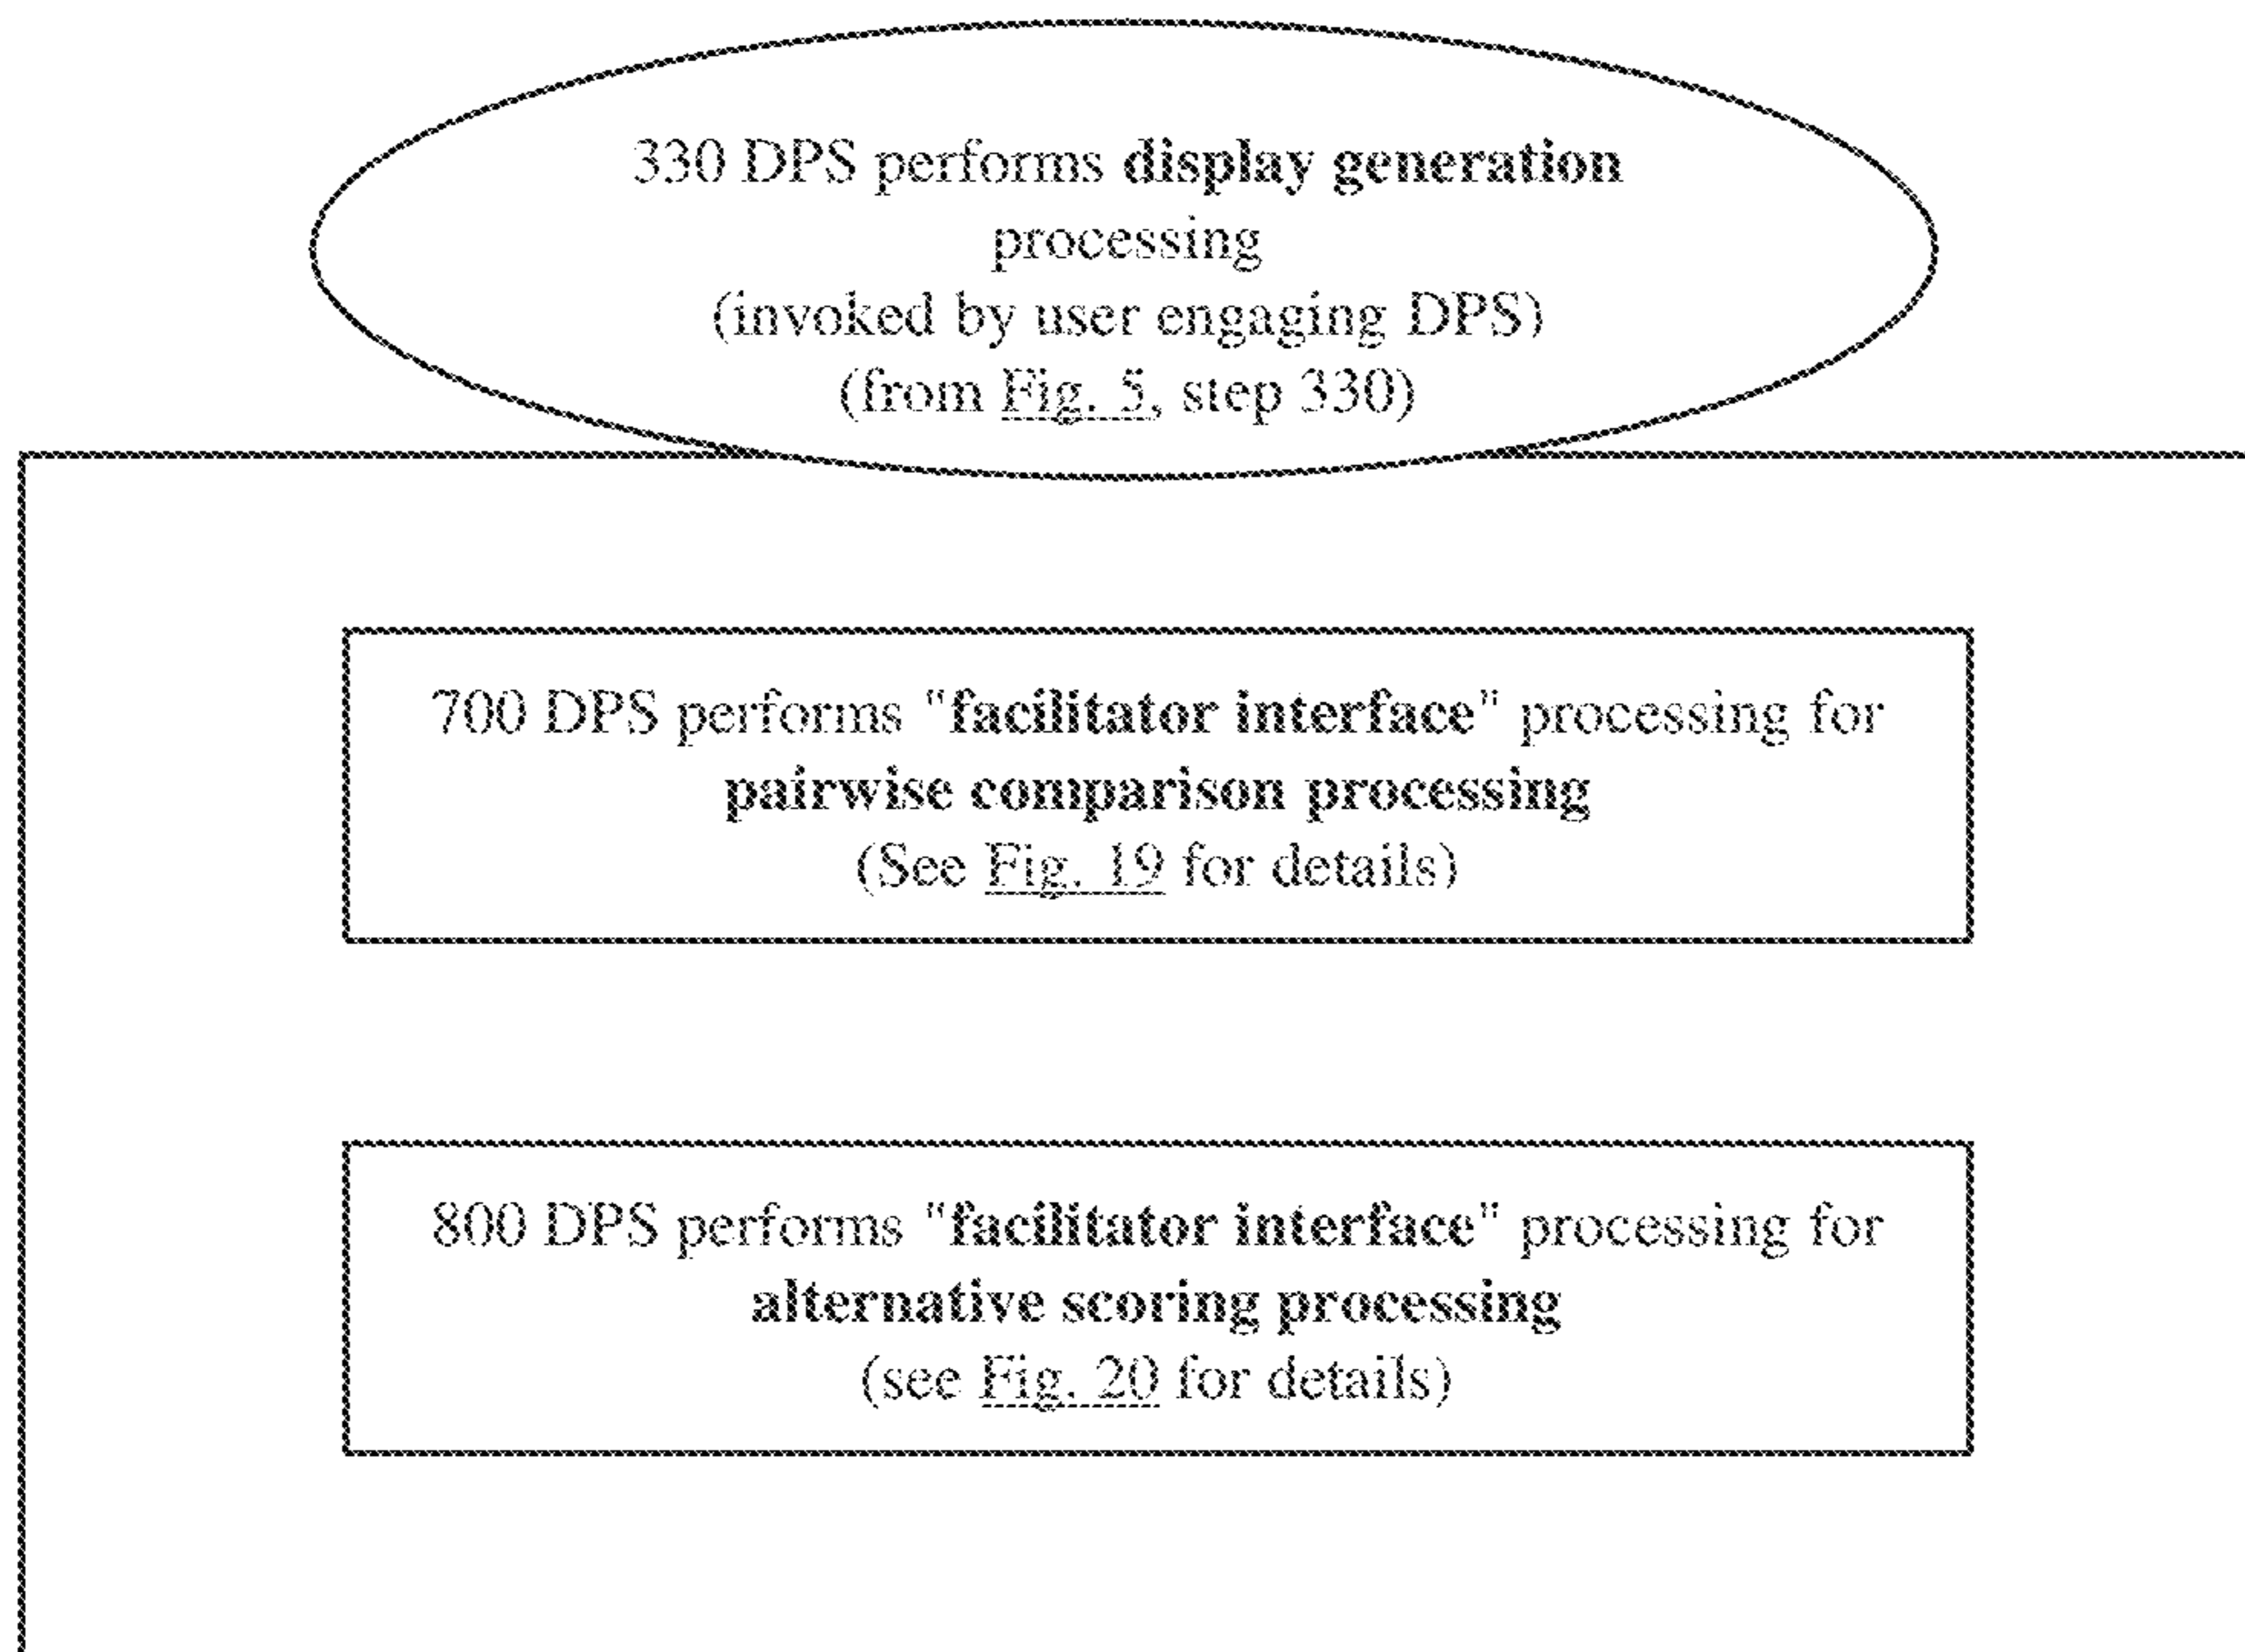 330 DPS performs display generation
processing
(invoked by user engaging DPS)
(from Fig. 5, step 330)
700 DPS performs "facilitator interface" processing for
pairwise comparison processing
(See Fig. 19 for details)
800 DPS performs "facilitator interface" processing for
alternative scoring processing
(see Fig. 20 for details)